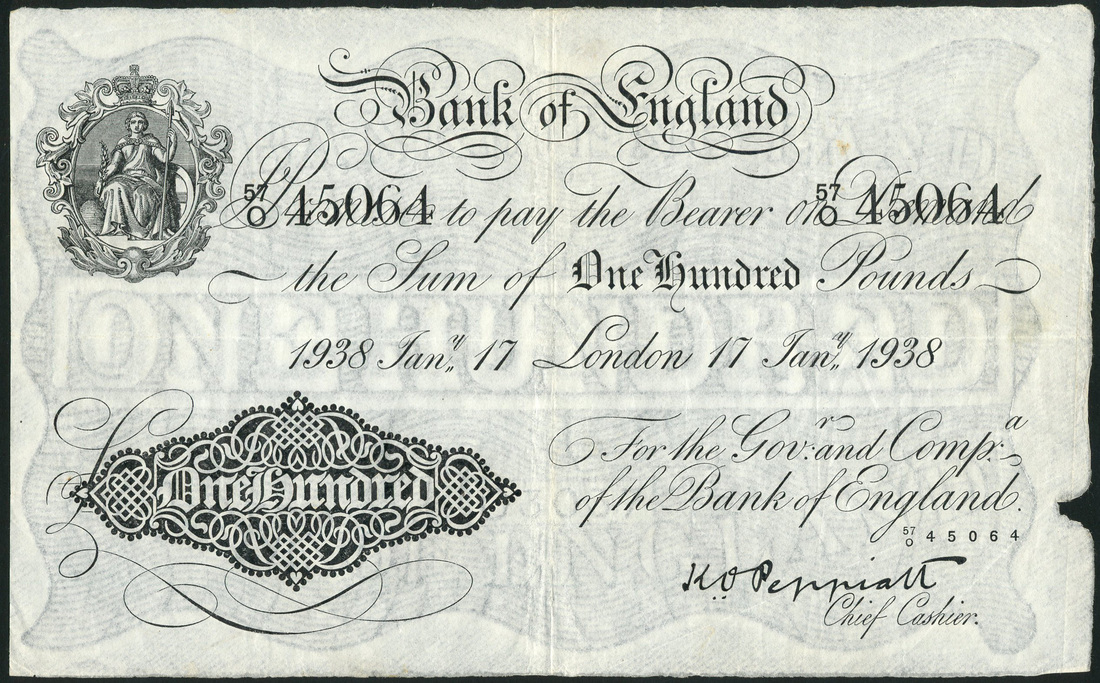 Bank of England
57/O 45064 57/O 45064
Promise to pay the Bearer on Demand
the Sum of One Hundred Pounds
1938 Jany 17 London 17 Jany 1938
£ One Hundred
For the Govr: and Compa:
of the Bank of England.
57/O 45064
K.O. Peppiatt
Chief Cashier.